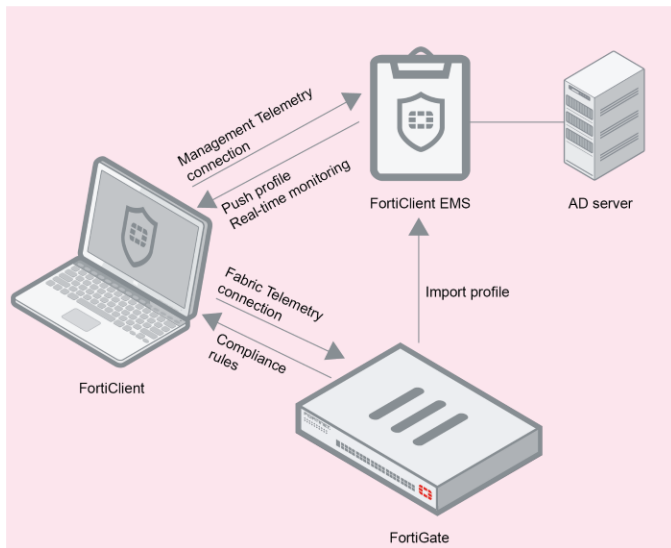 Management Telemetry
connection
Push profile
Real-time monitoring
FortiClient EMS
AD server
Fabric Telemetry
connection
Import profile
Compliance
rules
FortiClient
FortiGate